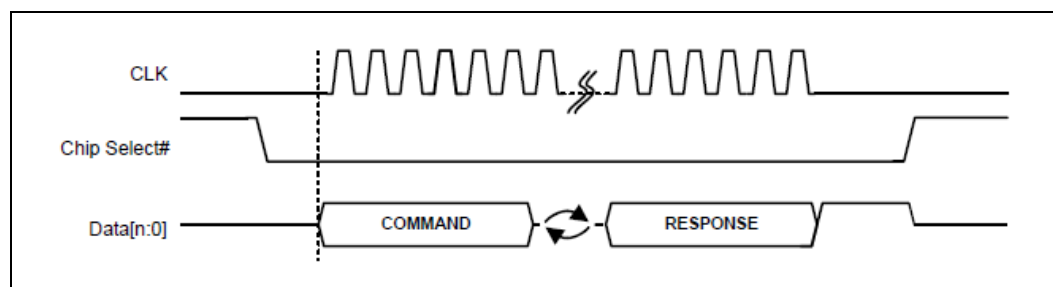 CLK
Chip Select#
Data[n:0]
COMMAND
RESPONSE